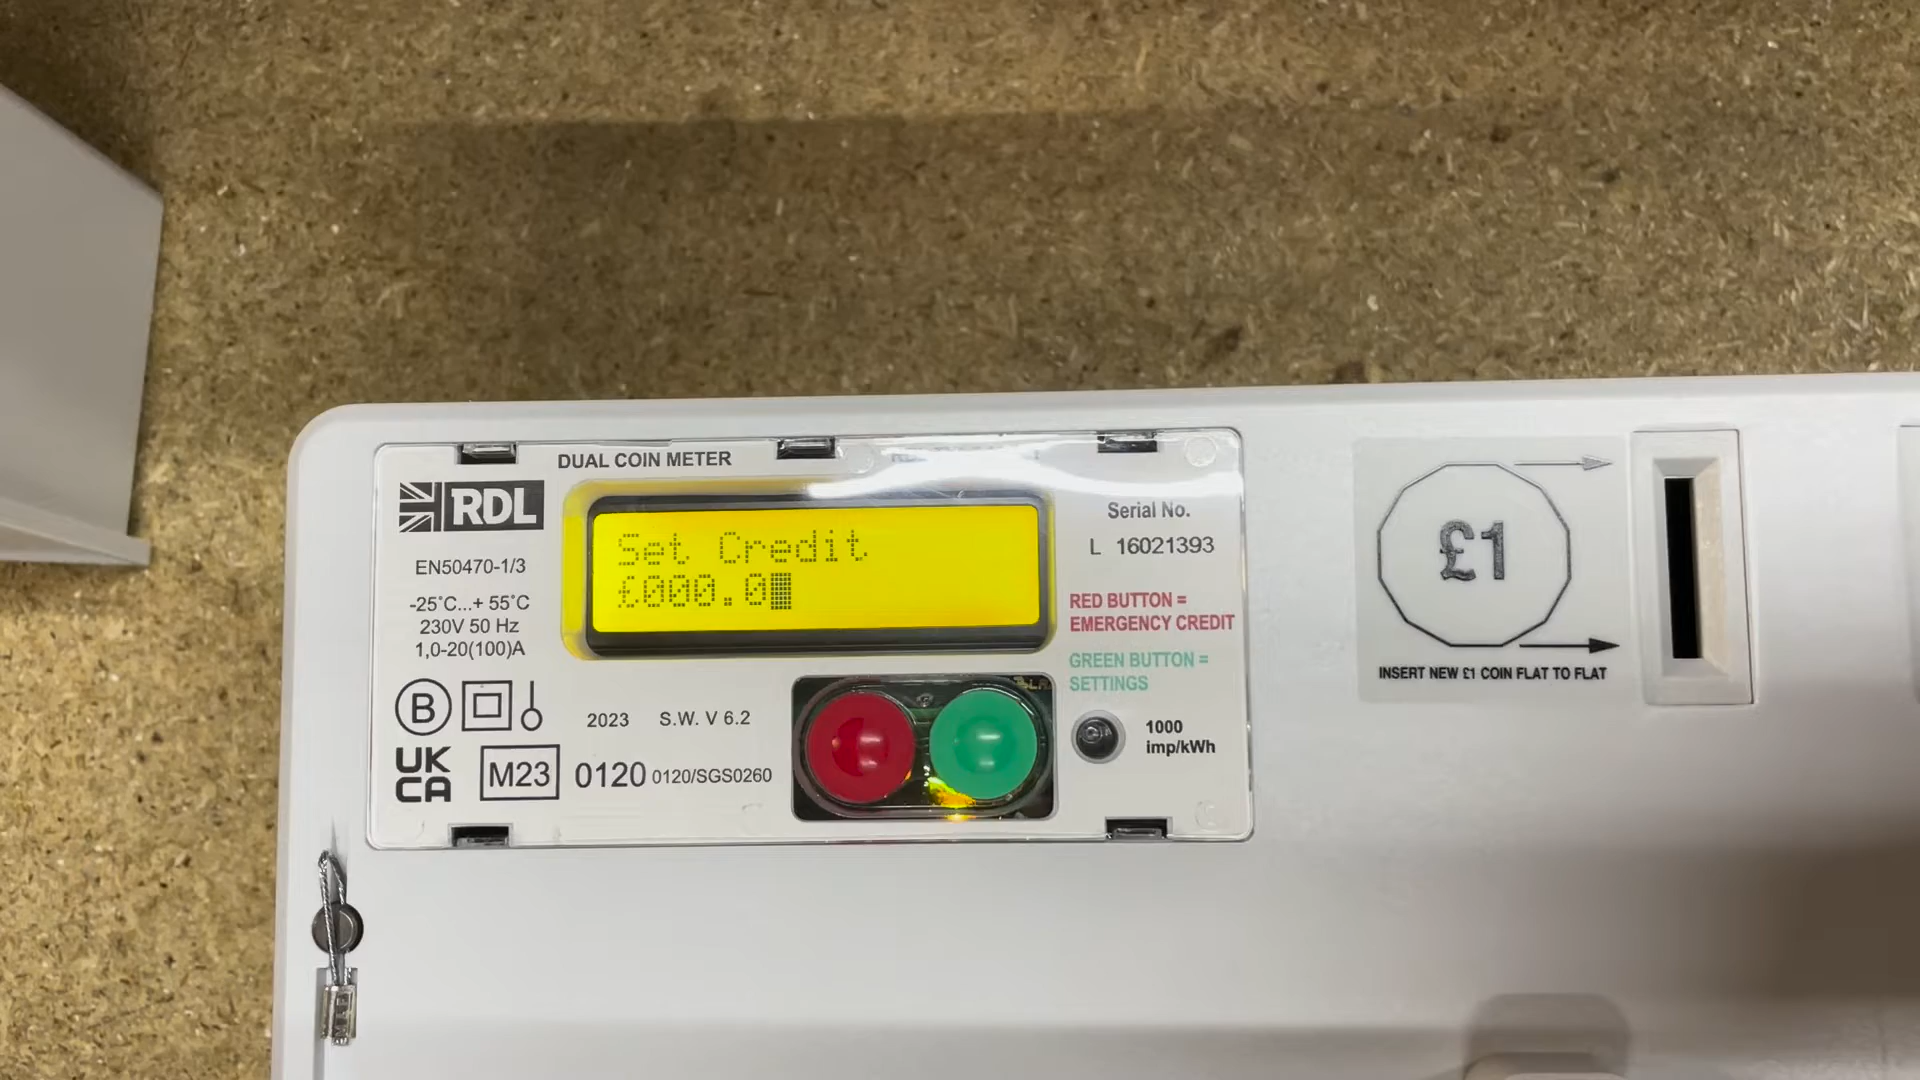 DUAL COIN METER
RDL
EN50470-1/3
-25°C...+ 55°C
230V 50 Hz
1,0-20(100)A
Set Credit
£000.0
Serial No.
L 16021393
RED BUTTON =
EMERGENCY CREDIT
GREEN BUTTON =
SETTINGS
B
2023 S.W. V 6.2
UK
CA
M23 0120 0120/SGS0260
1000
imp/kWh
£1
INSERT NEW £1 COIN FLAT TO FLAT